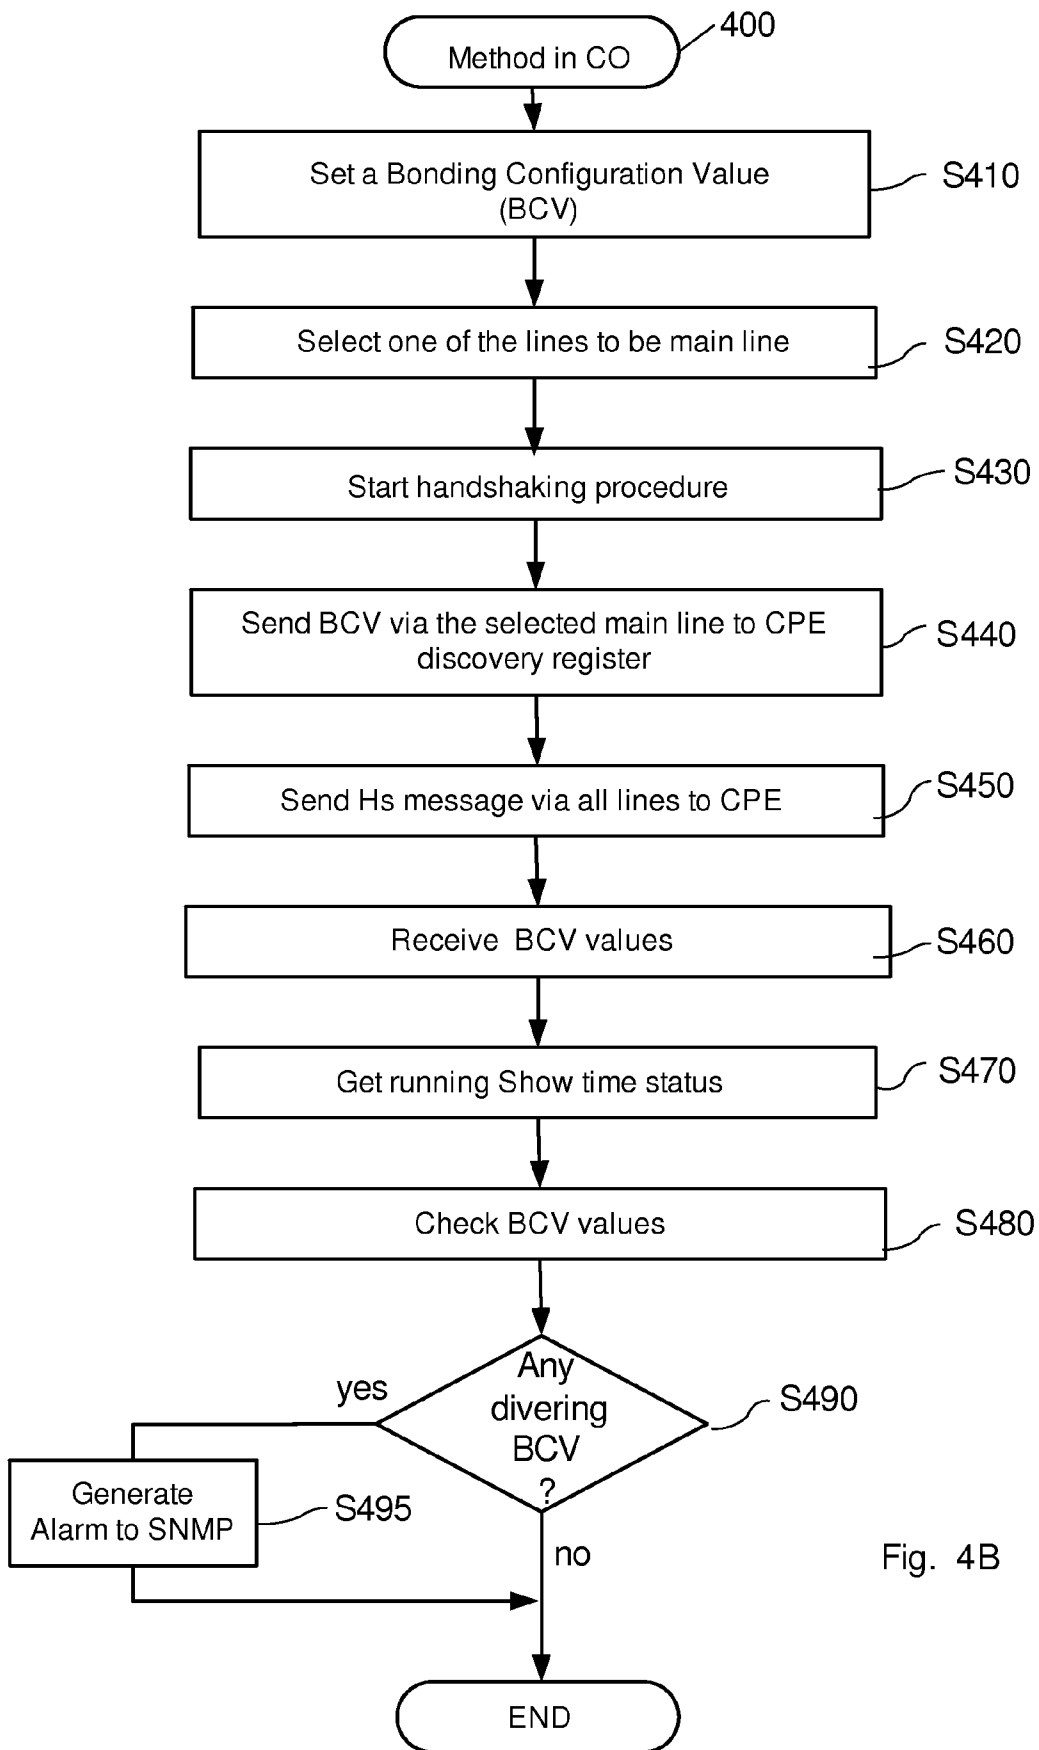 400
Method in CO
Set a Bonding Configuration Value
(BCV)
S410
Select one of the lines to be main line
S420
Start handshaking procedure
S430
Send BCV via the selected main line to CPE
discovery register
S440
Send Hs message via all lines to CPE
S450
Receive BCV values
S460
Get running Show time status
S470
Check BCV values
S480
Any
divering
BCV
?
yes
S490
Generate
Alarm to SNMP
S495
no
Fig. 4B
END